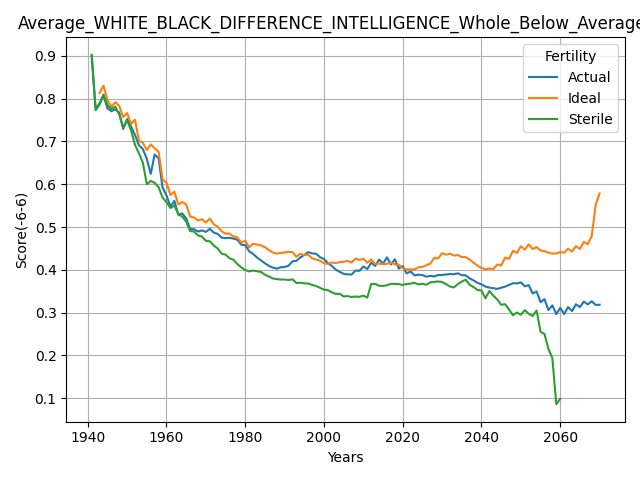 Average_WHITE_BLACK_DIFFERENCE_INTELLIGENCE_Whole_Below_Average
Fertility
Actual
Ideal
Sterile
0.9
0.8
0.7
0.6
0.5
0.4
0.3
0.2
0.1
Score(-6-6)
1940 1960 1980 2000 2020 2040 2060
Years